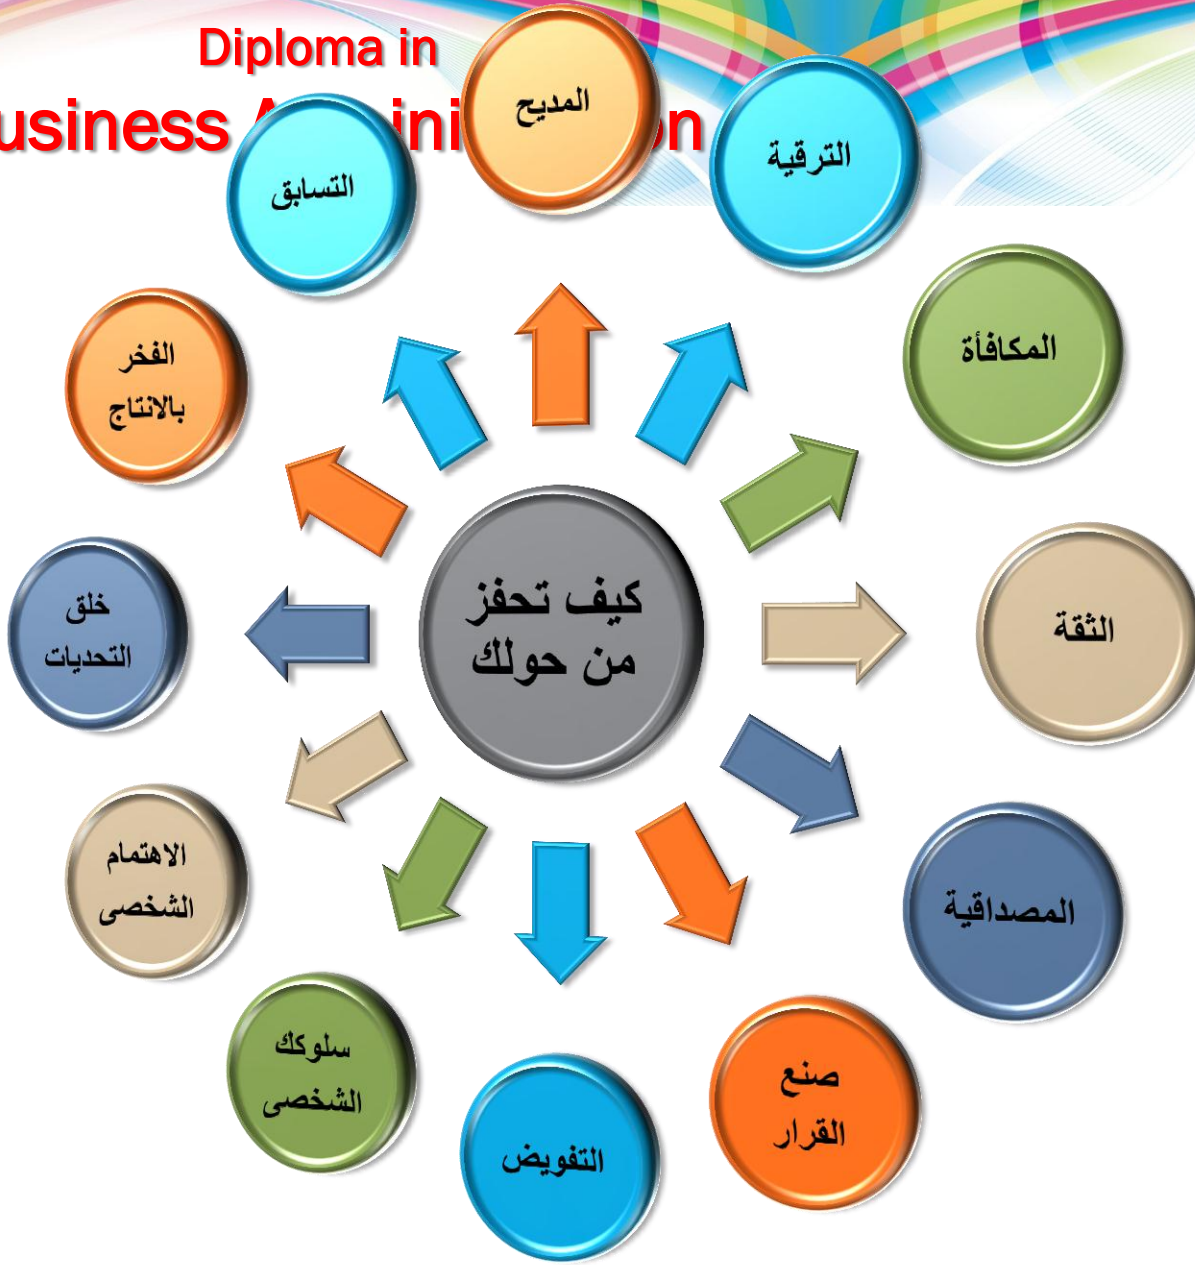 Diploma in
usiness
المديح
الترقية
المكافأة
الثقة
المصداقية
صنع
القرار
التفويض
سلوكك
الشخصى
الاهتمام
الشخصى
خلق
التحديات
الفخر
بالانتاج
التسابق
كيف تحفز
من حولك